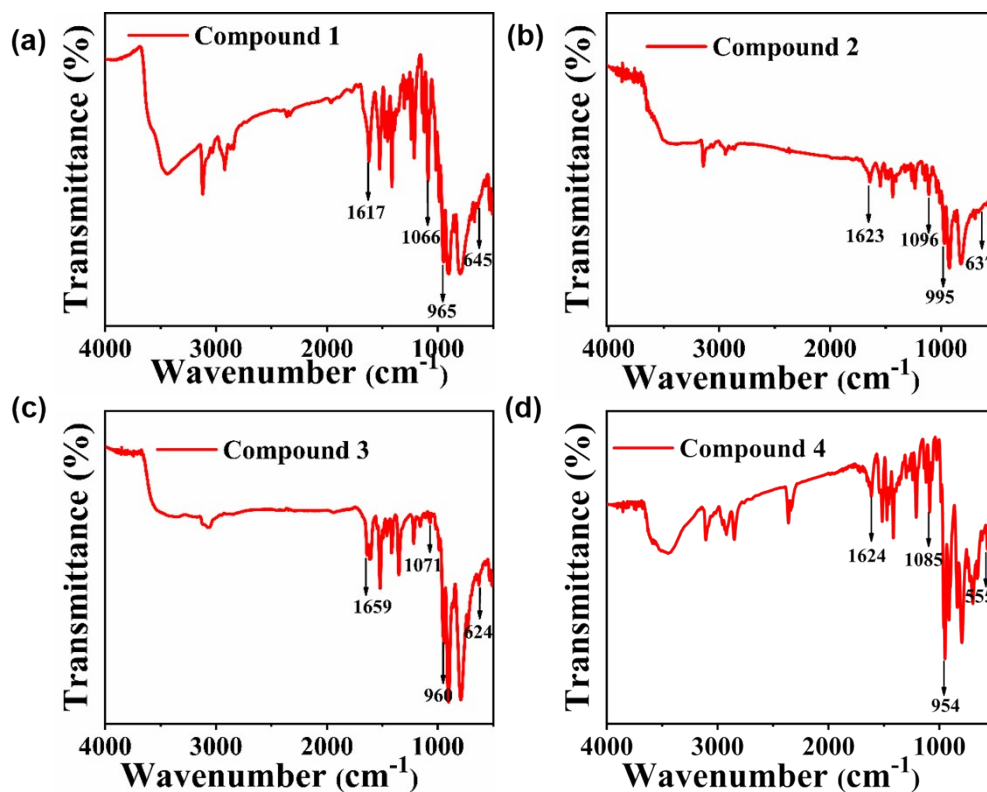 (a)
Compound 1
Transmittance (%)
1617
1066
645
965
4000 3000 2000 1000
Wavenumber (cm-1)
(b)
Compound 2
Transmittance (%)
1623
1096
637
995
4000 3000 2000 1000
Wavenumber (cm-1)
(c)
Compound 3
Transmittance (%)
1071
1659
624
960
4000 3000 2000 1000
Wavenumber (cm-1)
(d)
Compound 4
Transmittance (%)
1624
1085
555
954
4000 3000 2000 1000
Wavenumber (cm-1)